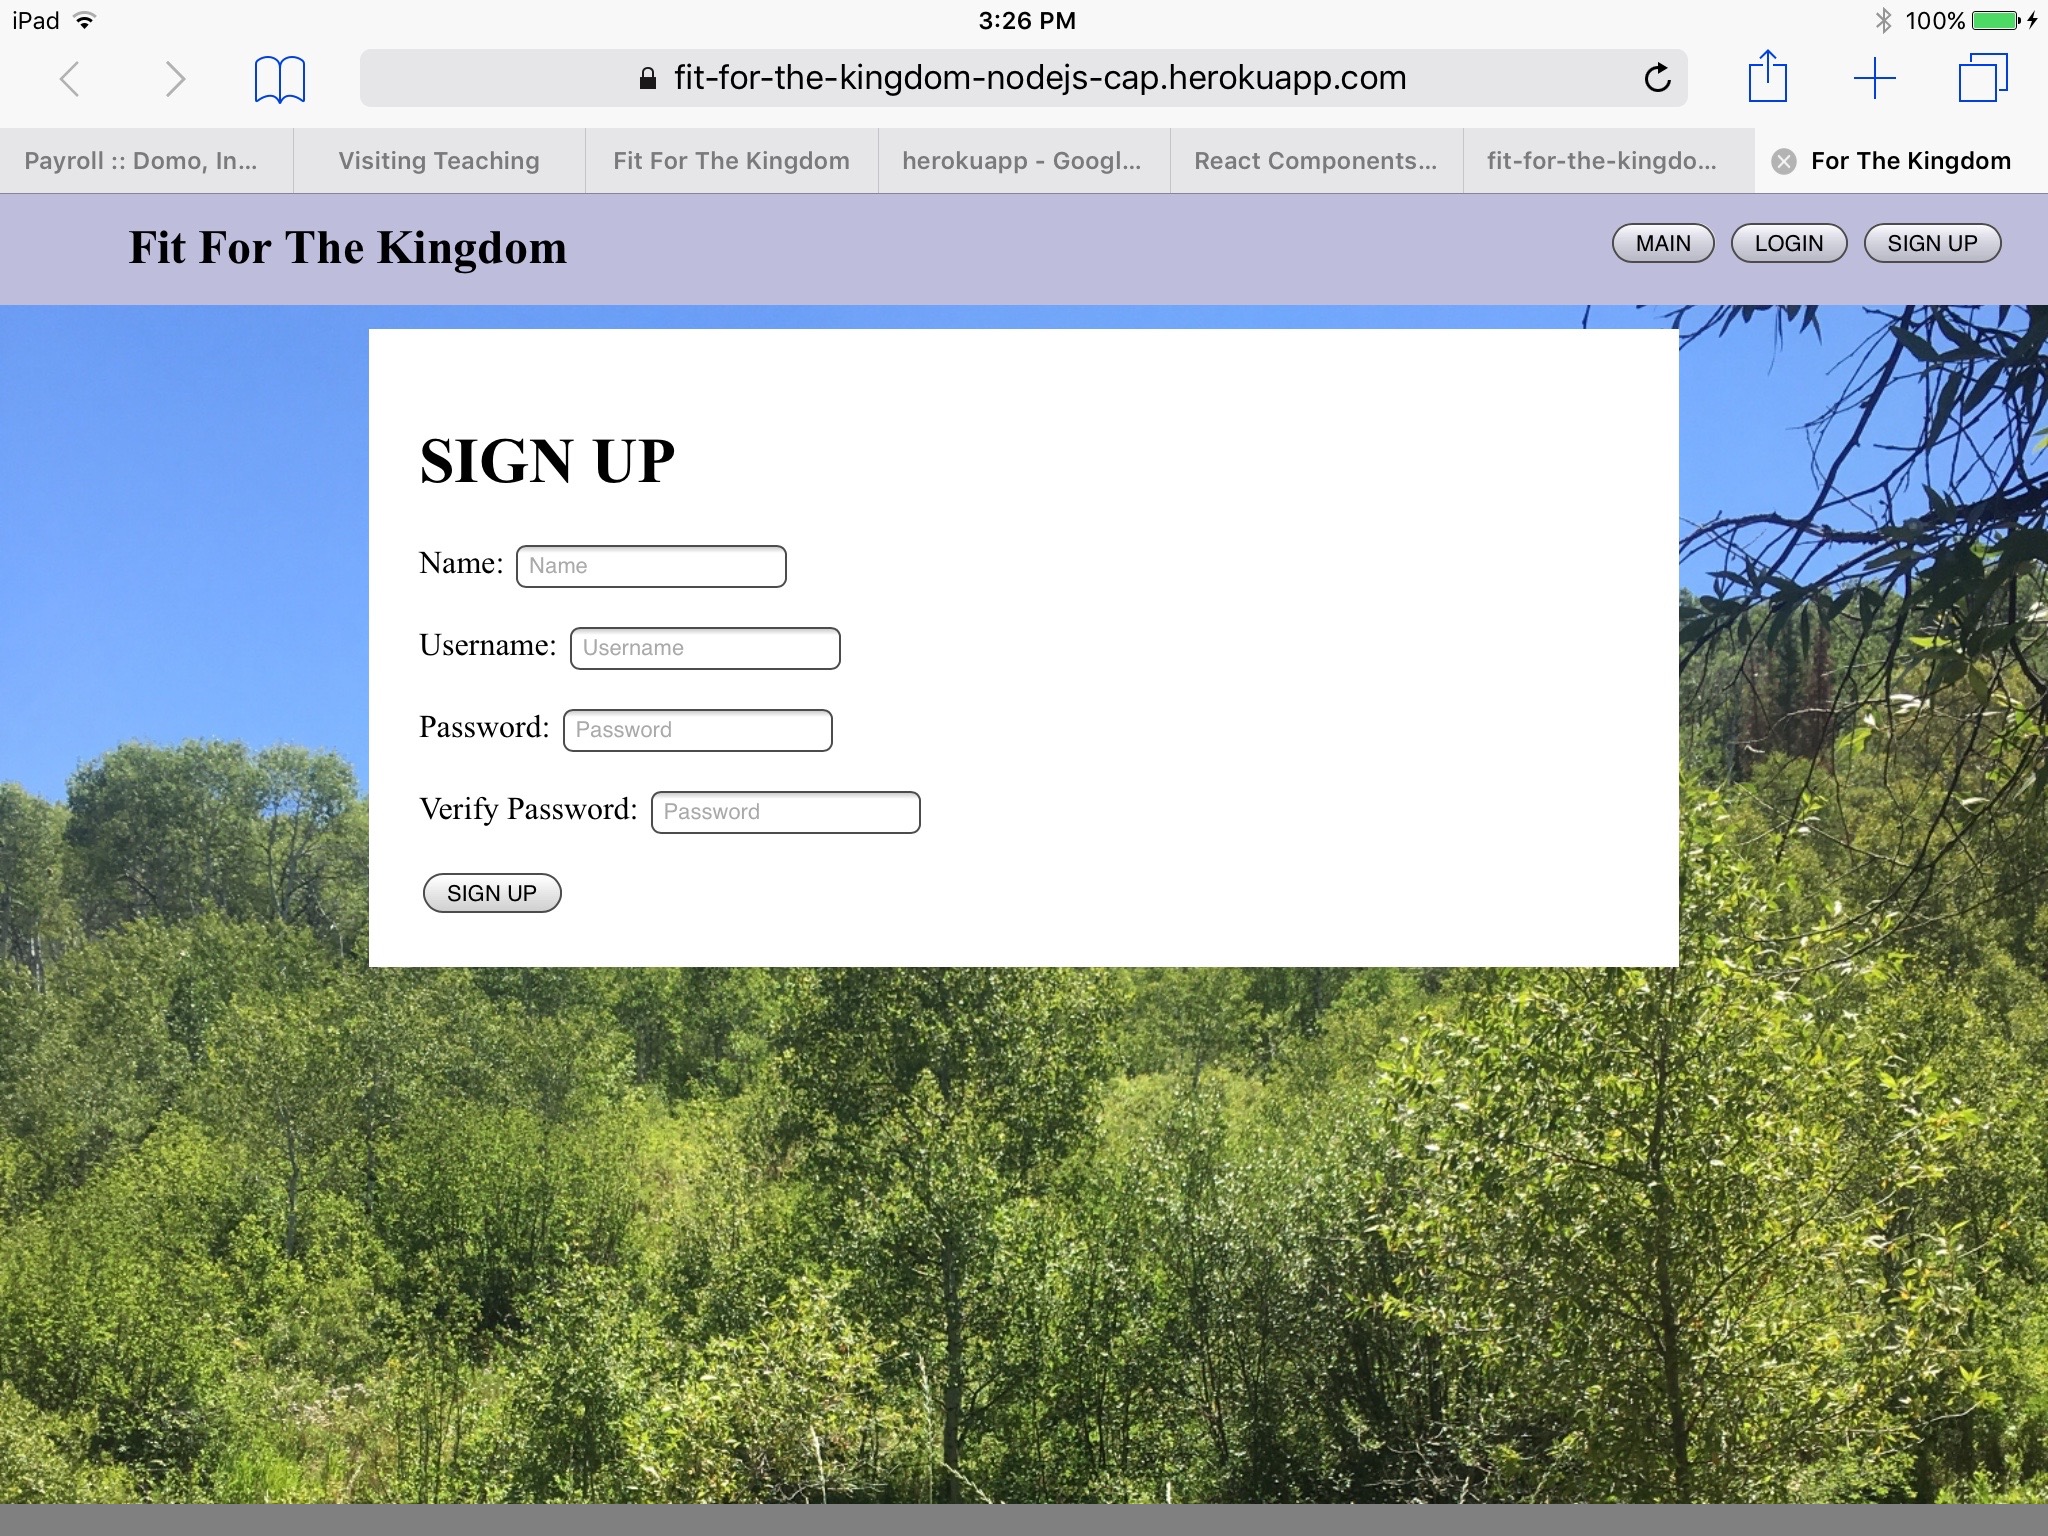 iPad 3:26 PM 100%
fit-for-the-kingdom-nodejs-cap.herokuapp.com
Payroll :: Domo, In... Visiting Teaching Fit For The Kingdom herokuapp - Googl... React Components... fit-for-the-kingdo... For The Kingdom
Fit For The Kingdom MAIN LOGIN SIGN UP
SIGN UP
Name: Name
Username: Username
Password: Password
Verify Password: Password
SIGN UP